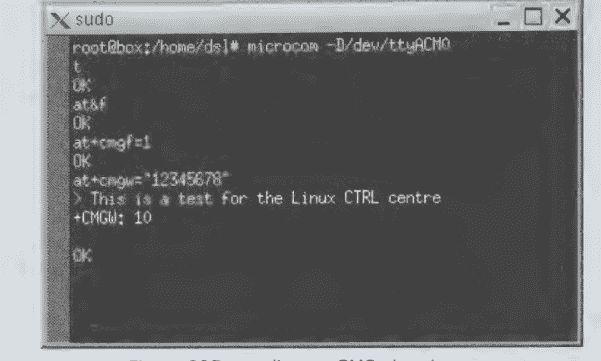 sudo
root@box:/home/dsl# microcom -D/dev/ttyACM0
t
OK
at&f
OK
at+cmgf=1
OK
at+cmgw="12345678"
> This is a test for the Linux CTRL centre
+CMGW: 10
OK